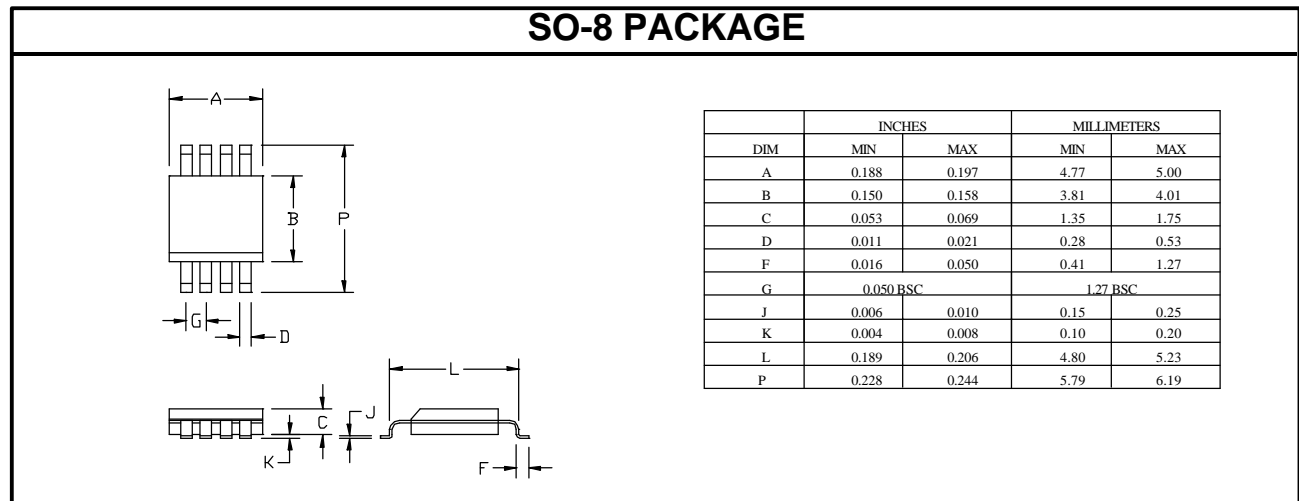 SO-8 PACKAGE
A
B
P
G
D
C
K
J
L
F
INCHES MILLIMETERS
DIM MIN MAX MIN MAX
A 0.188 0.197 4.77 5.00
B 0.150 0.158 3.81 4.01
C 0.053 0.069 1.35 1.75
D 0.011 0.021 0.28 0.53
F 0.016 0.050 0.41 1.27
G 0.050 BSC 1.27 BSC
J 0.006 0.010 0.15 0.25
K 0.004 0.008 0.10 0.20
L 0.189 0.206 4.80 5.23
P 0.228 0.244 5.79 6.19